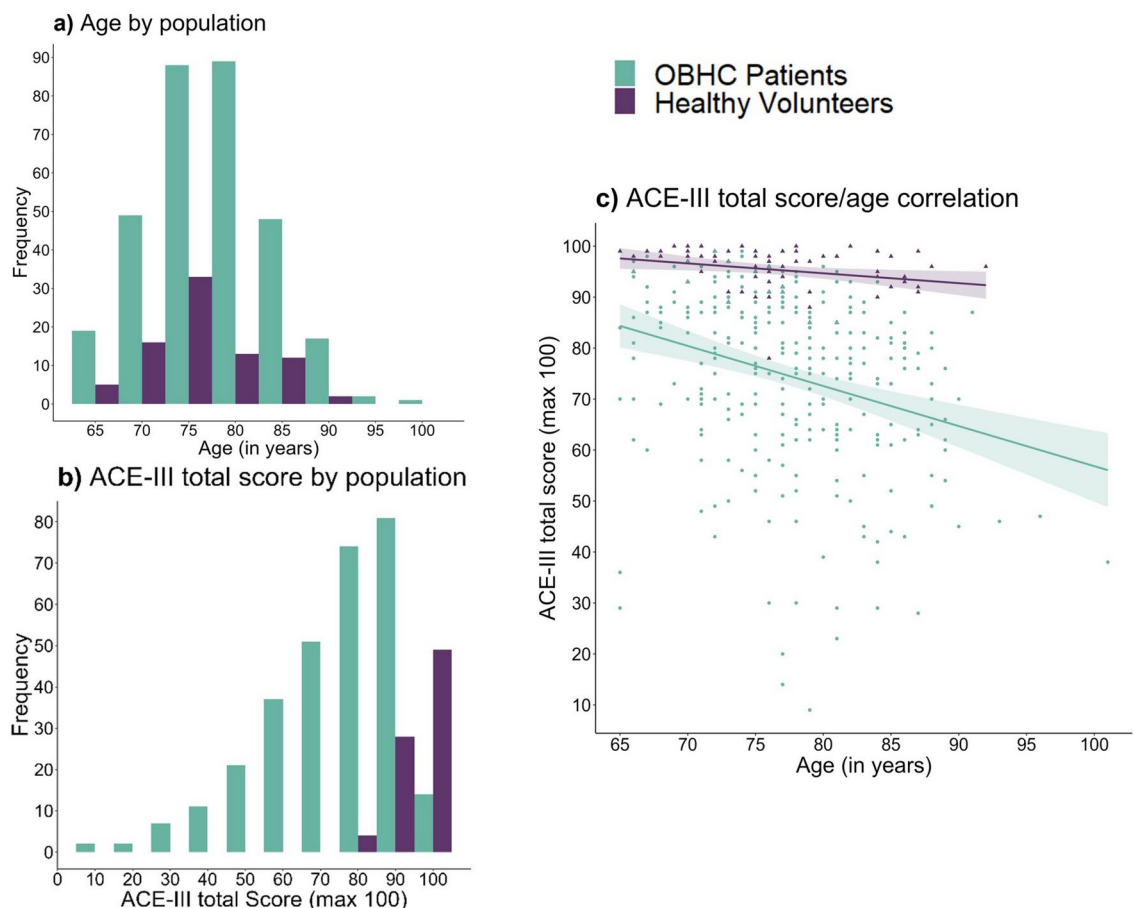 a) Age by population
90
80
70
60
50
40
30
20
10
0
Frequency
65 70 75 80 85 90 95 100
Age (in years)
OBHC Patients
Healthy Volunteers
b) ACE-III total score by population
80
70
60
50
40
30
20
10
0
Frequency
0 10 20 30 40 50 60 70 80 90 100
ACE-III total Score (max 100)
c) ACE-III total score/age correlation
100
90
80
70
60
50
40
30
20
10
ACE-III total score (max 100)
65 70 75 80 85 90 95 100
Age (in years)